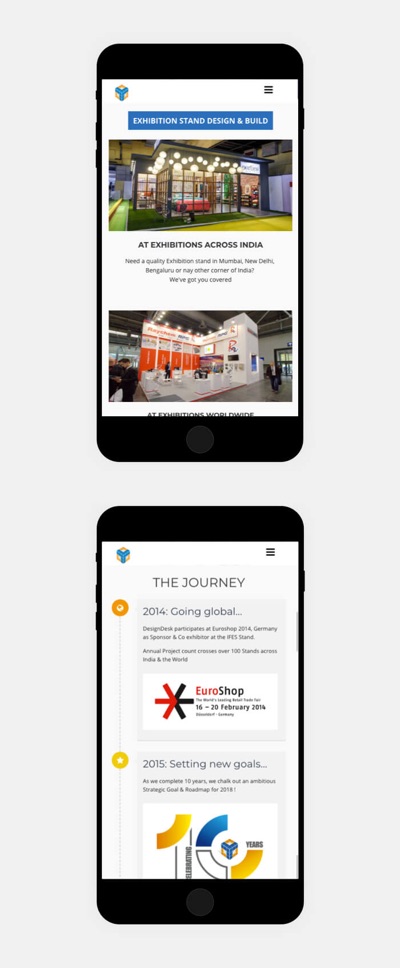 EXHIBITION STAND DESIGN & BUILD
AT EXHIBITIONS ACROSS INDIA
Need a quality Exhibition stand in Mumbai, New Delhi,
Bengaluru or nay other corner of India?
We've got you covered
AT EXHIBITIONS WORLDWIDE
THE JOURNEY
2014: Going global...
DesignDesk participates at Euroshop 2014, Germany
as Sponsor & Co exhibitor at the IFES Stand.
Annual Project count crosses over 100 Stands across
India & the World
EuroShop
The World's Leading Retail Trade Fair
16 ~ 20 February 2014
Düsseldorf - Germany
2015: Setting new goals...
As we complete 10 years, we chalk out an ambitious
Strategic Goal & Roadmap for 2018 !
10
YEARS